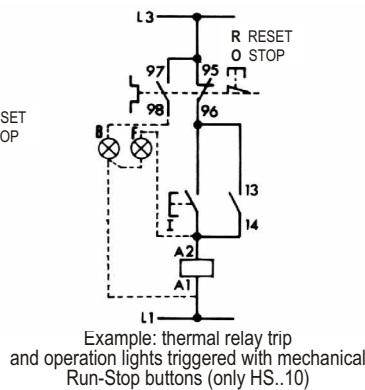 L3
R RESET
O STOP
97
95
98
96
SET
OP
B
F
13
I
14
A2
A1
L1
Example: thermal relay trip
and operation lights triggered with mechanical
Run-Stop buttons (only HS..10)